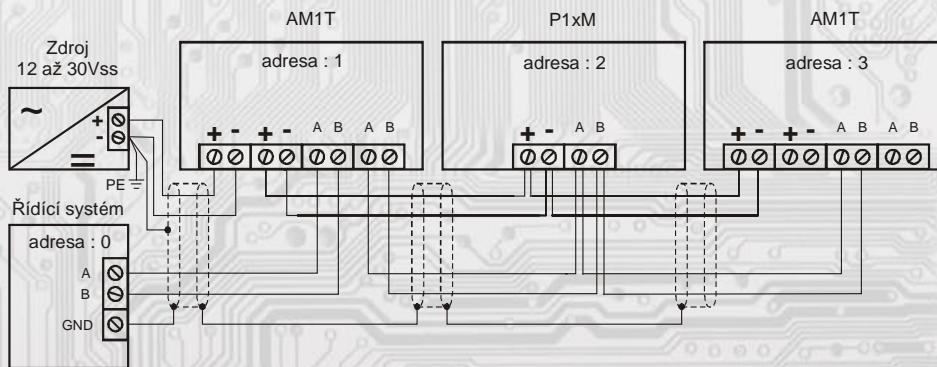 AM1T
P1xM
AM1T
Zdroj
12 až 30Vss
adresa : 1
adresa : 2
adresa : 3
~
+
-
=
PE
+ - + - A B A B
+ - A B
+ - + - A B A B
Řídící systém
adresa : 0
A
B
GND